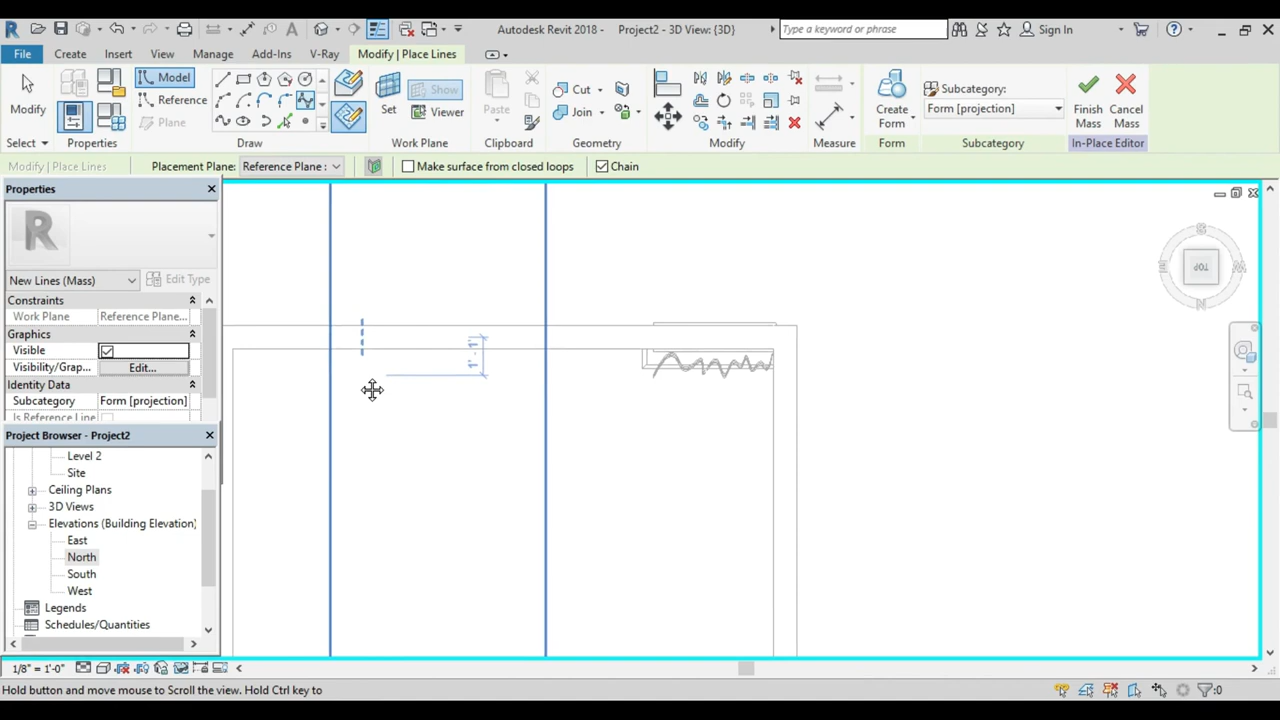 Autodesk Revit 2018 - Project2 - 3D View: {3D}
Type a keyword or phrase
Sign In
File Create Insert View Manage Add-Ins V-Ray Modify | Place Lines
Modify
Select
Properties
Model
Reference
Plane
Draw
Set
Show
Viewer
Work Plane
Paste
Clipboard
Cut
Join
Geometry
Modify
Measure
Create
Form
Form
Subcategory:
Form [projection]
Subcategory
Finish
Mass
Cancel
Mass
In-Place Editor
Modify | Place Lines
Placement Plane: Reference Plane :
Make surface from closed loops
Chain
Properties
R
New Lines (Mass)
Edit Type
Constraints
Work Plane Reference Plane...
Graphics
Visible
Visibility/Grap... Edit...
Identity Data
Subcategory Form [projection]
Is Reference Line
Project Browser - Project2
Level 2
Site
Ceiling Plans
3D Views
Elevations (Building Elevation)
East
North
South
West
Legends
Schedules/Quantities
TOP
S
E
W
N
1' - 1"
1/8" = 1'-0"
Hold button and move mouse to Scroll the view. Hold Ctrl key to
:0